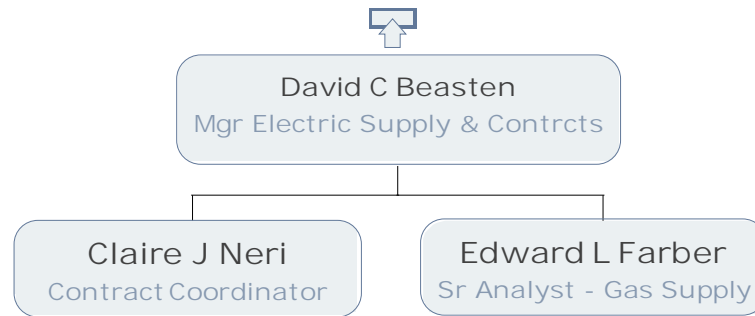 David C Beasten
Mgr Electric Supply & Contrcts
Claire J Neri
Contract Coordinator
Edward L Farber
Sr Analyst - Gas Supply